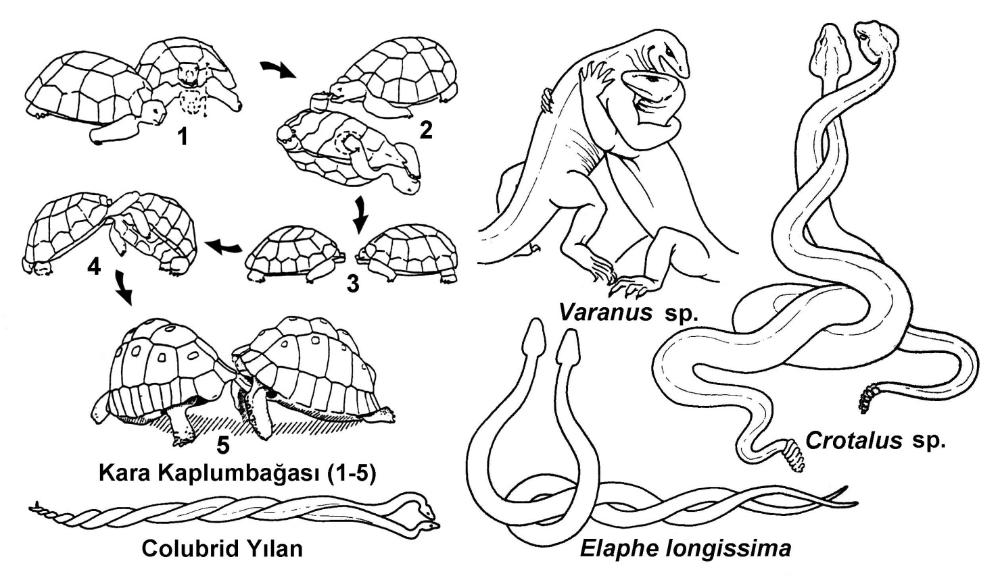 1
2
3
4
5
Kara Kaplumbağası (1-5)
Colubrid Yılan
Varanus sp.
Crotalus sp.
Elaphe longissima